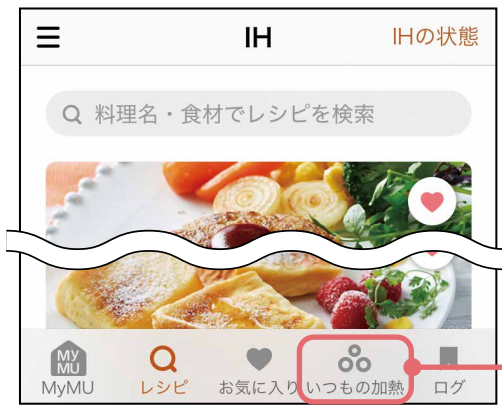 IH
IHの状態
料理名・食材でレシピを検索
MY
MU
MyMU
レシピ
お気に入り
いつもの加熱
ログ